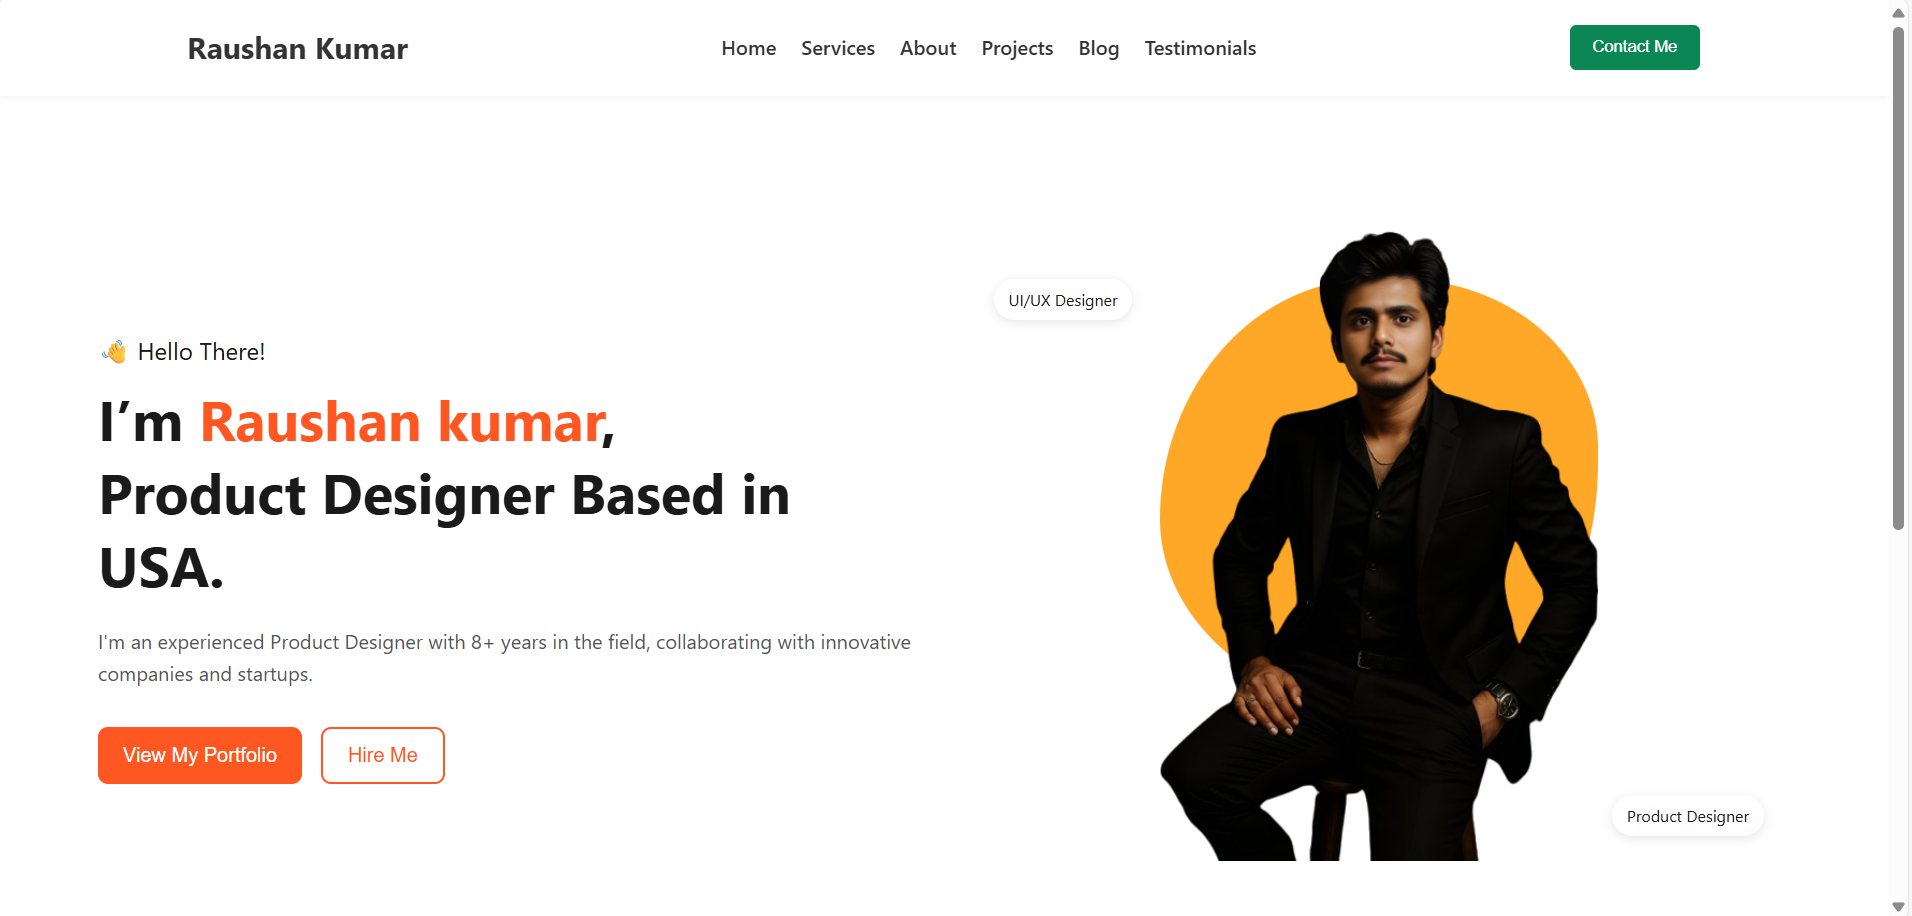 Raushan Kumar
Home Services About Projects Blog Testimonials
Contact Me
UI/UX Designer
👋 Hello There!
I’m Raushan kumar,
Product Designer Based in
USA.
I'm an experienced Product Designer with 8+ years in the field, collaborating with innovative
companies and startups.
View My Portfolio
Hire Me
Product Designer